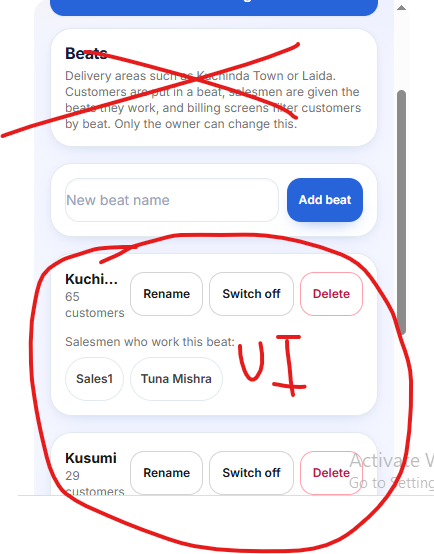 Beats
Delivery areas such as Kuchinda Town or Laida.
Customers are put in a beat, salesmen are given the
beats they work, and billing screens filter customers
by beat. Only the owner can change this.
New beat name
Add beat
Kuchi...
65
customers
Rename
Switch off
Delete
Salesmen who work this beat:
UI
Sales1
Tuna Mishra
Kusumi
29
customers
Rename
Switch off
Delete
Activate W
Go to Setting